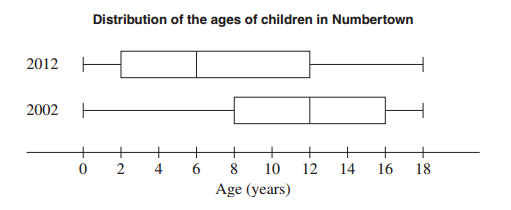 Distribution of the ages of children in Numbertown
2012
2002
0 2 4 6 8 10 12 14 16 18
Age (years)